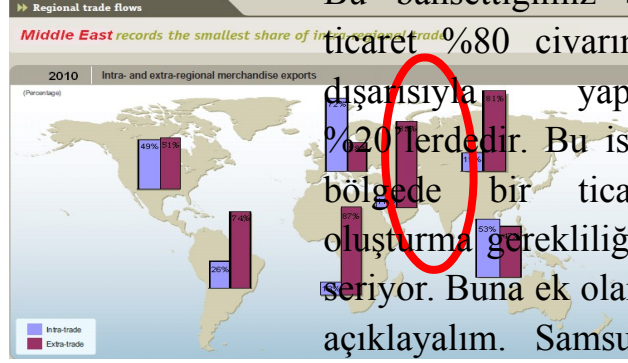 Regional trade flows
Middle East records the smallest share of intra-regional trade
2010 Intra- and extra-regional merchandise exports
(Percentage)
ticaret %80
dışarısıyla yap
%20'lerdedir. Bu is
bölgede bir tica
oluşturma gerekliliğ
seriyor. Buna ek ola
açıklayalım. Samsu
49% 51%
72%
81%
74%
26%
87%
53%
Intra-trade
Extra-trade